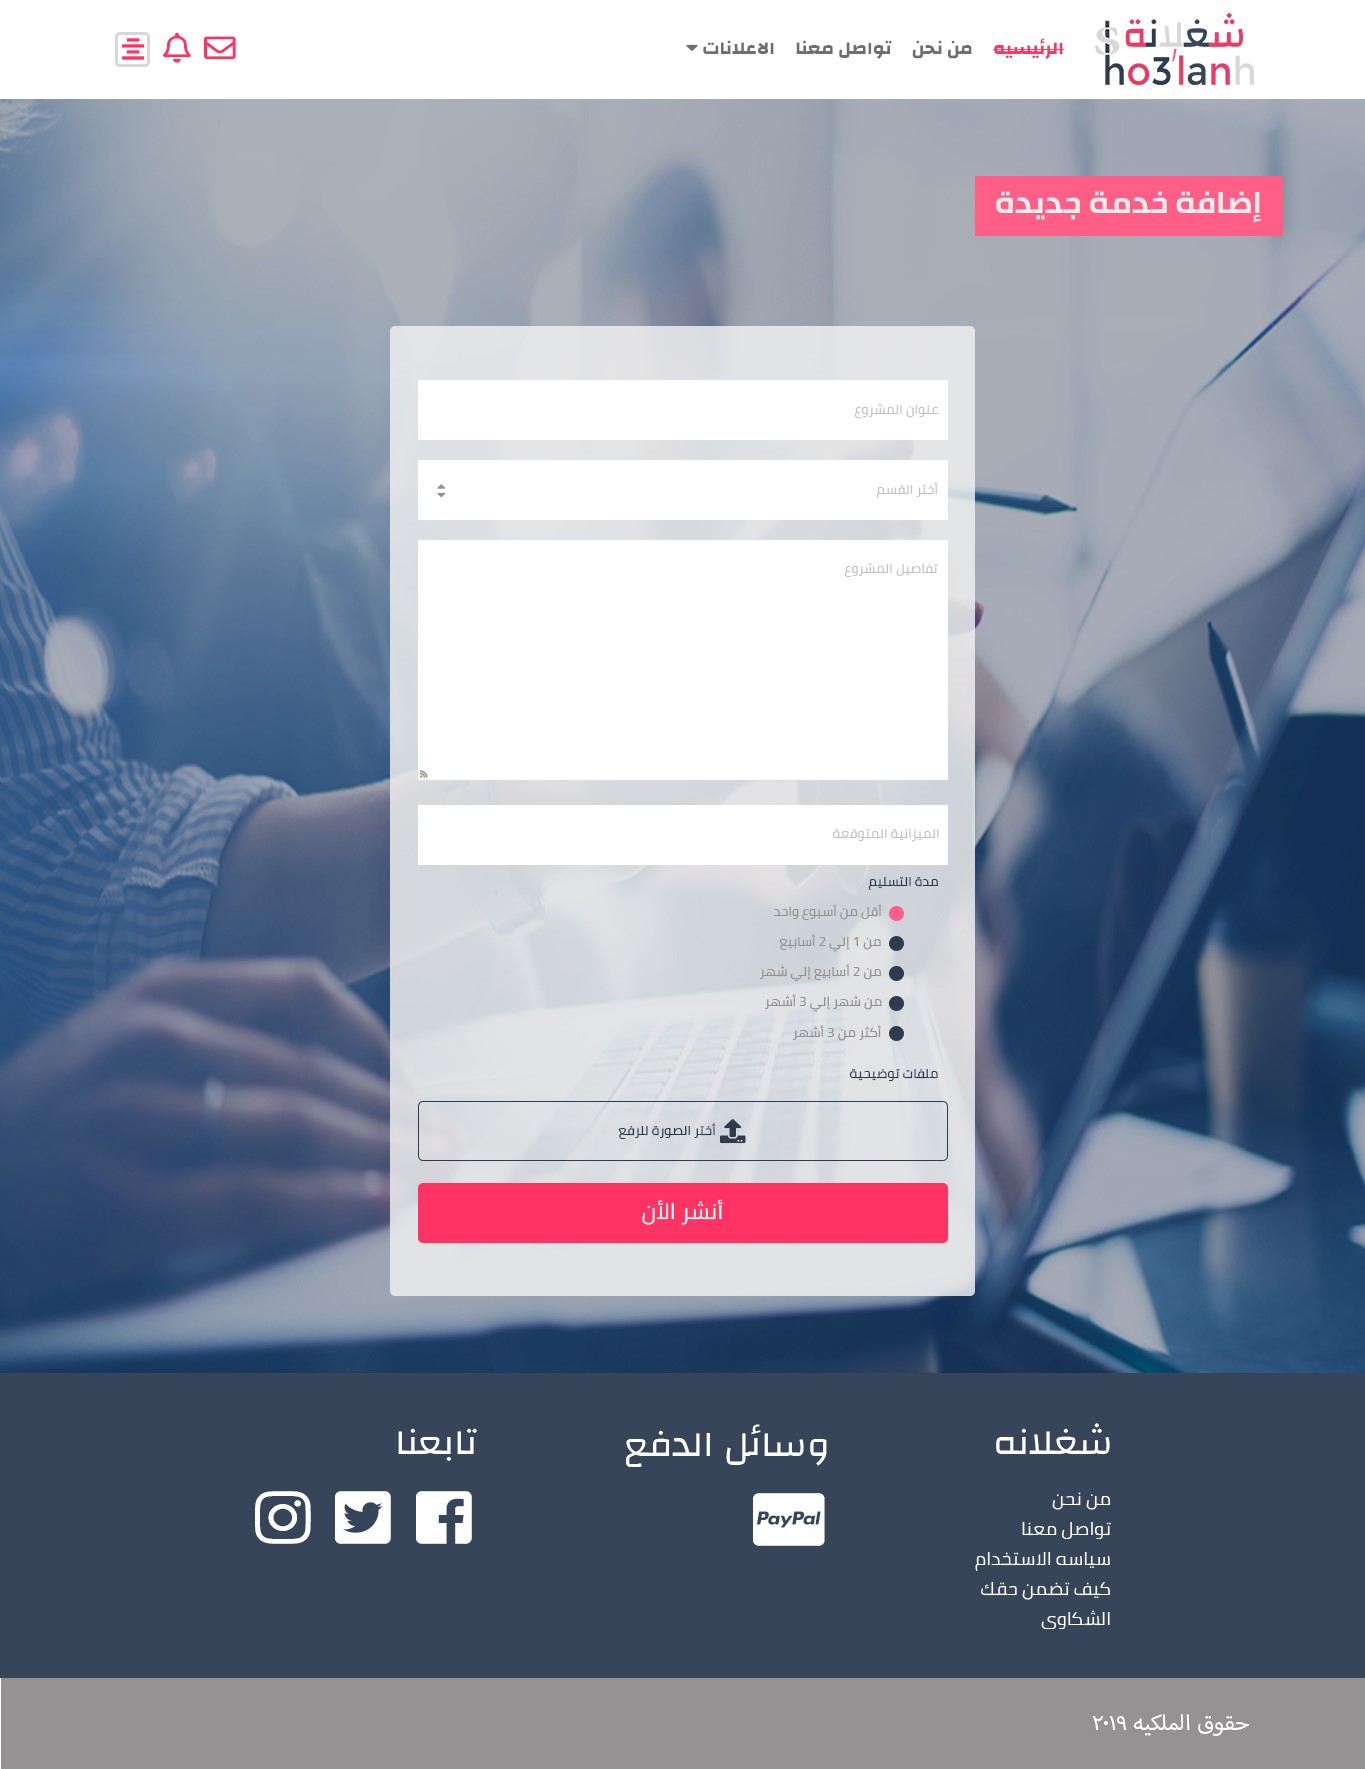 شغلانة
Sho3'lanh
الرئيسيه
من نحن
تواصل معنا
الاعلانات
إضافة خدمة جديدة
عنوان المشروع
أختر القسم
تفاصيل المشروع
الميزانية المتوقعة
مدة التسليم
أقل من أسبوع واحد
من 1 إلي 2 أسابيع
من 2 أسابيع إلي شهر
من شهر إلي 3 أشهر
أكثر من 3 أشهر
ملفات توضيحية
أختر الصورة للرفع
أنشر الأن
شغلانه
من نحن
تواصل معنا
سياسه الاستخدام
كيف تضمن حقك
الشكاوى
وسائل الدفع
PayPal
تابعنا
حقوق الملكيه ٢٠١٩